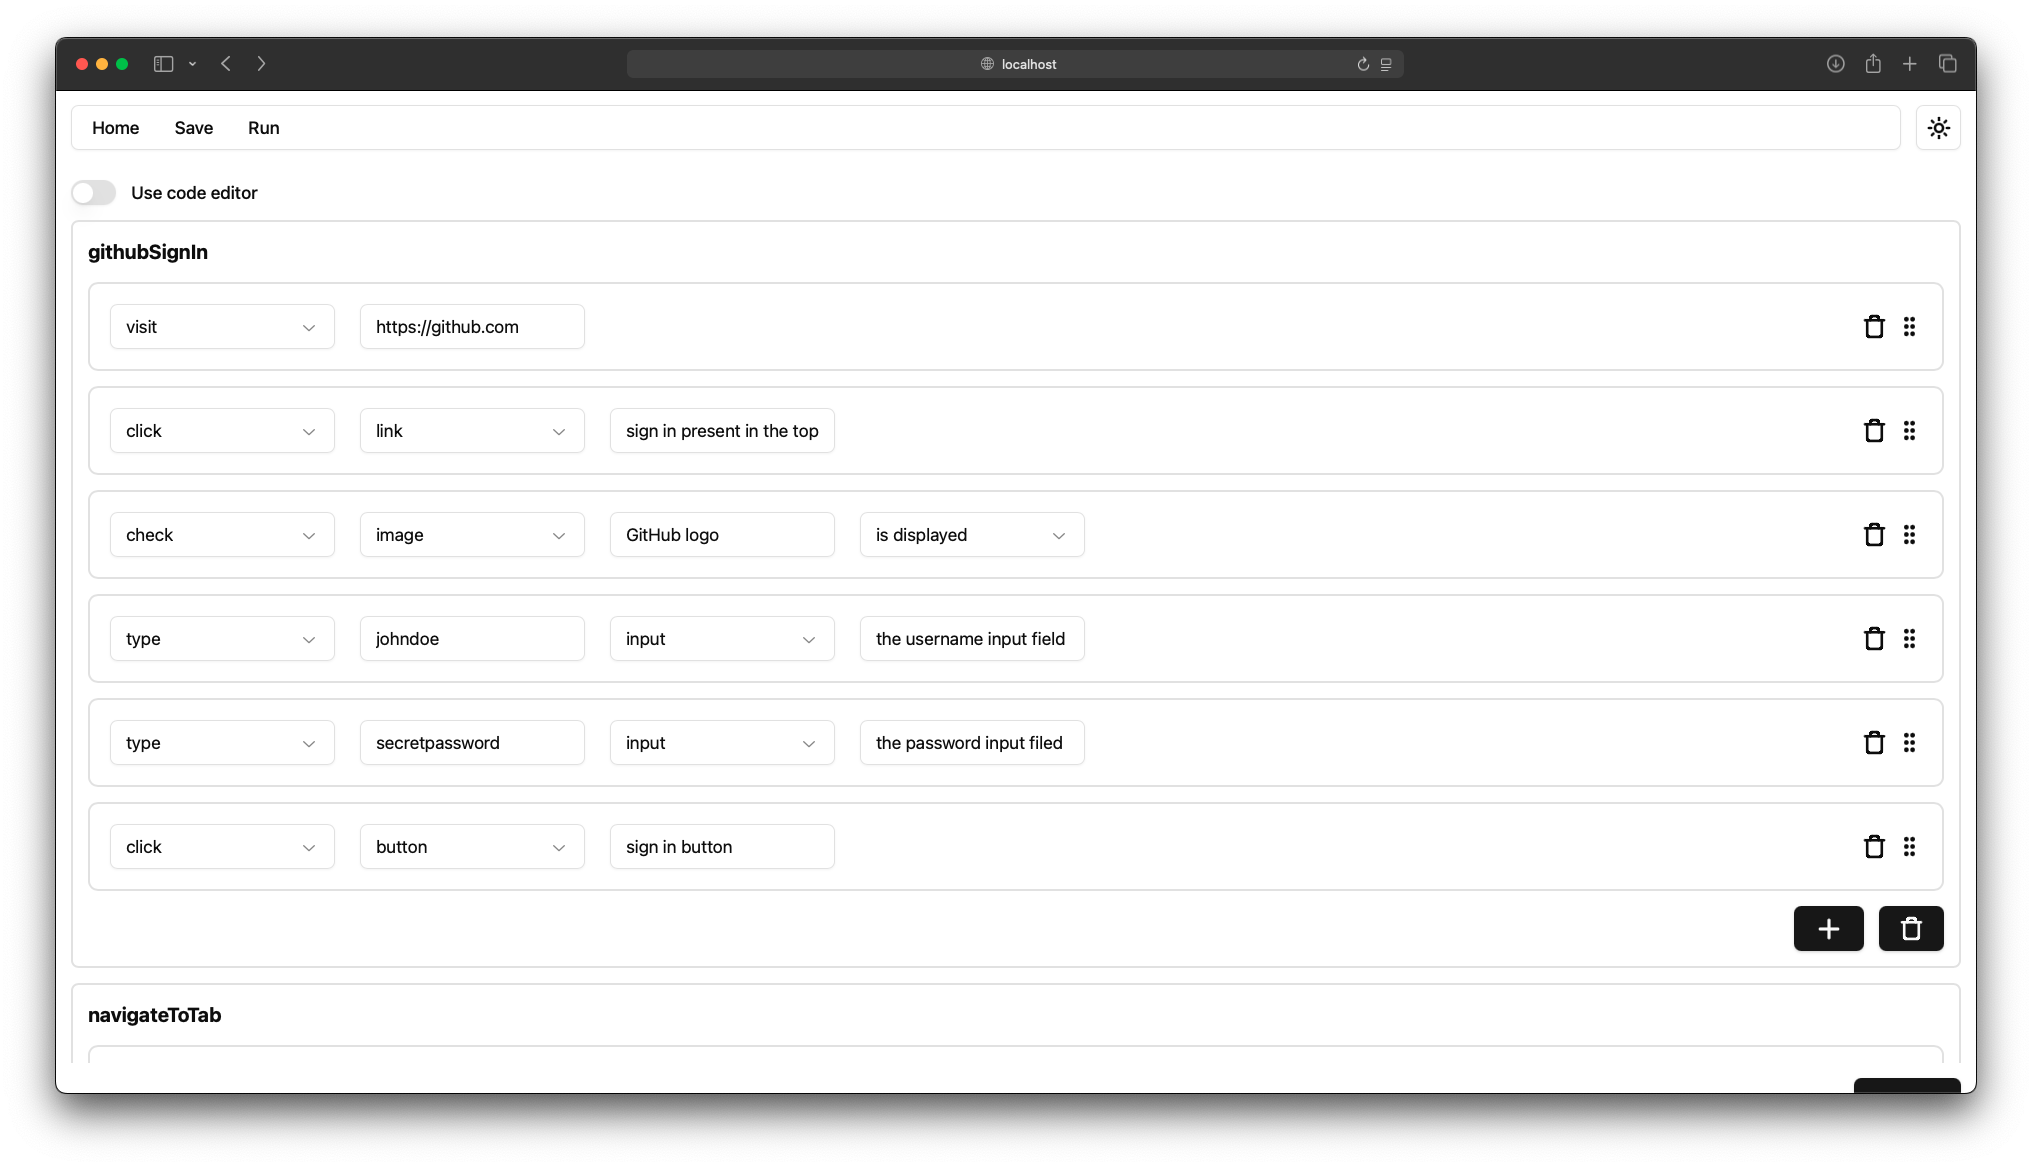 localhost
Home Save Run
Use code editor
githubSignIn
visit https://github.com
click link sign in present in the top
check image GitHub logo is displayed
type johndoe input the username input field
type secretpassword input the password input filed
click button sign in button
navigateToTab